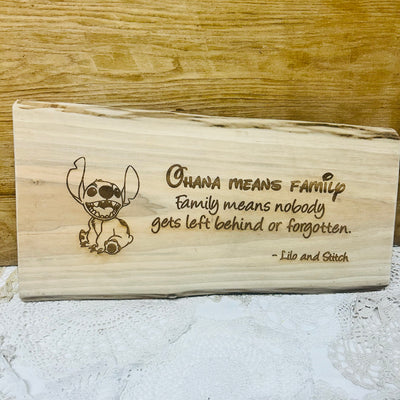 Ohana means family
Family means nobody
gets left behind or forgotten.
- Lilo and Stitch